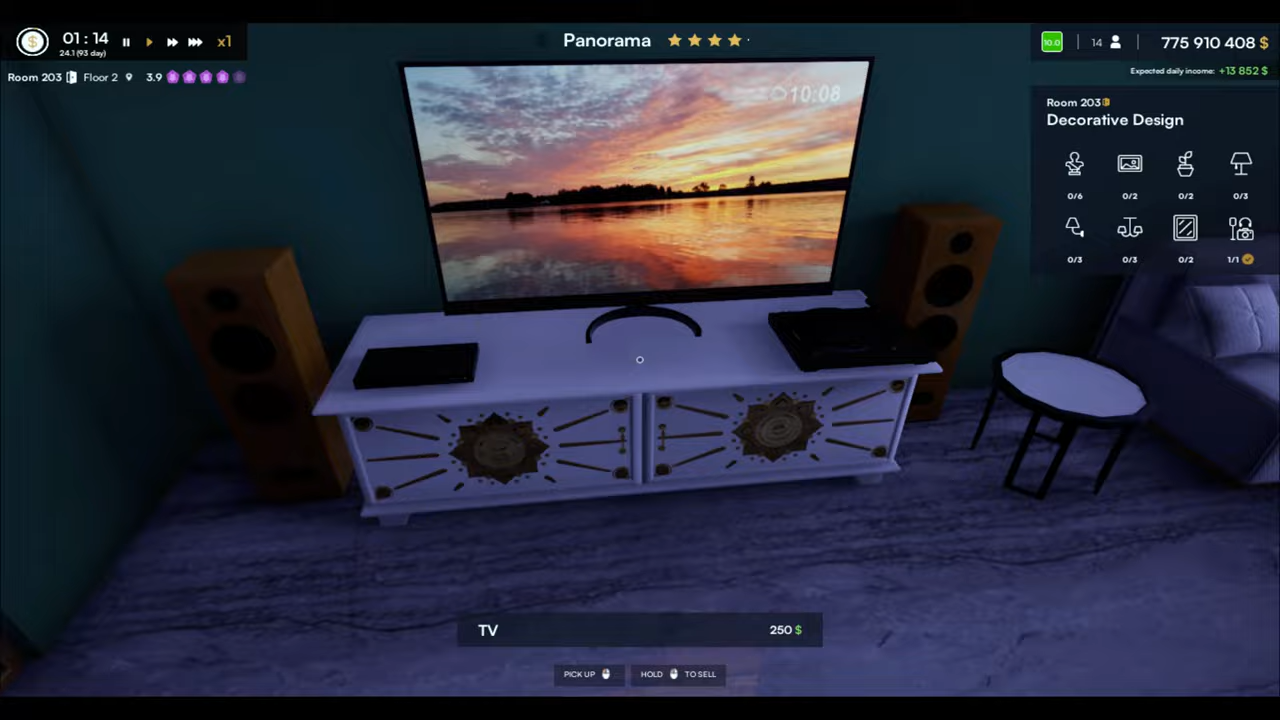 01 : 14
x1
24.1 (93 day)
Panorama
10.0
14
775 910 408 $
Expected daily income: +13 852 $
Room 203
Floor 2
3.9
10:08
Room 203
Decorative Design
0/6
0/2
0/2
0/3
0/3
0/3
0/2
1/1
TV
250 $
PICK UP
HOLD
TO SELL